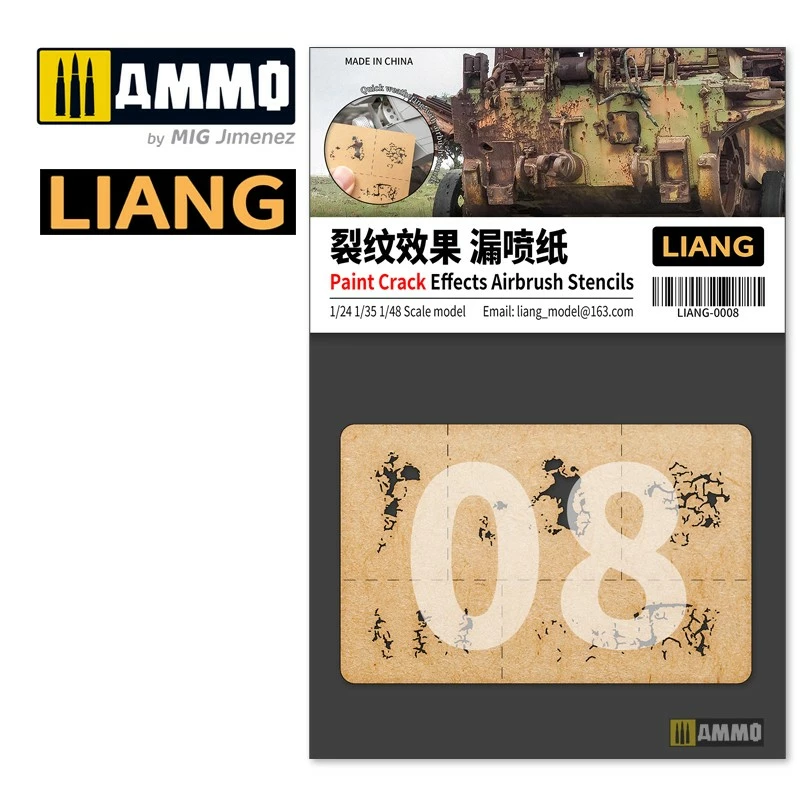 AMMO
by MIG Jimenez
LIANG
MADE IN CHINA
裂纹效果 漏喷纸
LIANG
Paint Crack Effects Airbrush Stencils
1/24 1/35 1/48 Scale model Email: liang_model@163.com
LIANG-0008
08
AMMO